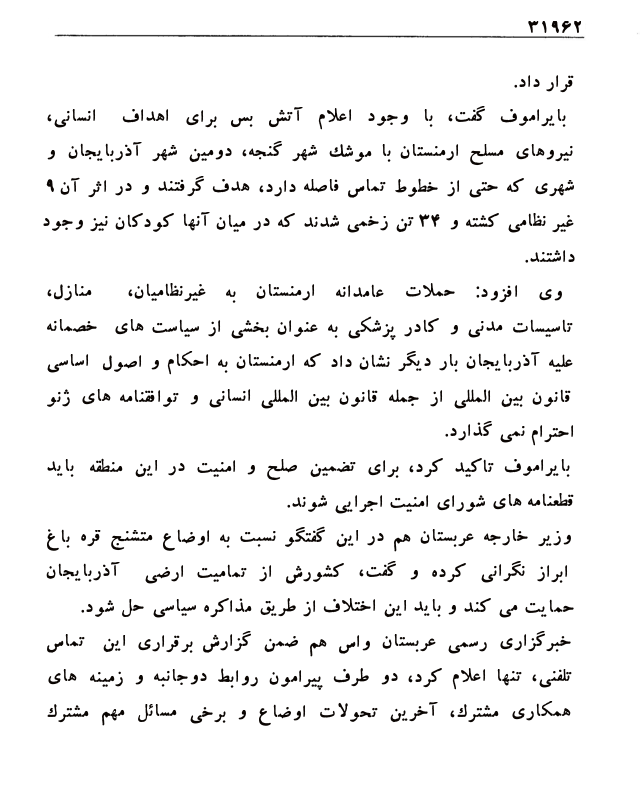 ۳۱۹۶۲
قرار داد.
بایراموف گفت، با وجود اعلام آتش بس برای اهداف انسانی،
نیروهای مسلح ارمنستان با موشك شهر گنجه، دومین شهر آذربایجان و
شهری که حتی از خطوط تماس فاصله دارد، هدف گرفتند و در اثر آن ۹
غیر نظامی کشته و ۳۴ تن زخمی شدند که در میان آنها کودکان نیز وجود
داشتند.
وی افزود: حملات عامدانه ارمنستان به غیرنظامیان، منازل،
تاسیسات مدنی و کادر پزشکی به عنوان بخشی از سیاست های خصمانه
علیه آذربایجان بار دیگر نشان داد که ارمنستان به احکام و اصول اساسی
قانون بین المللی از جمله قانون بین المللی انسانی و توافقنامه های ژنو
احترام نمی گذارد.
بایراموف تاکید کرد، برای تضمین صلح و امنیت در این منطقه باید
قطعنامه های شورای امنیت اجرایی شوند.
وزیر خارجه عربستان هم در این گفتگو نسبت به اوضاع متشنج قره باغ
ابراز نگرانی کرده و گفت، کشورش از تمامیت ارضی آذربایجان
حمایت می کند و باید این اختلاف از طریق مذاکره سیاسی حل شود.
خبرگزاری رسمی عربستان واس هم ضمن گزارش برقراری این تماس
تلفنی، تنها اعلام کرد، دو طرف پیرامون روابط دوجانبه و زمینه های
همکاری مشترك، آخرین تحولات اوضاع و برخی مسائل مهم مشترك